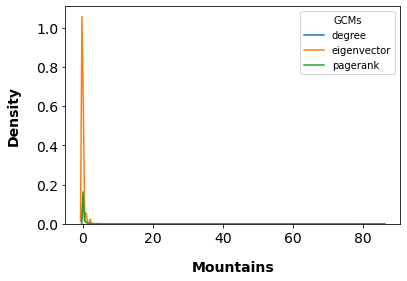 GCMs
degree
eigenvector
pagerank
Density
1.0
0.8
0.6
0.4
0.2
0.0
0 20 40 60 80
Mountains